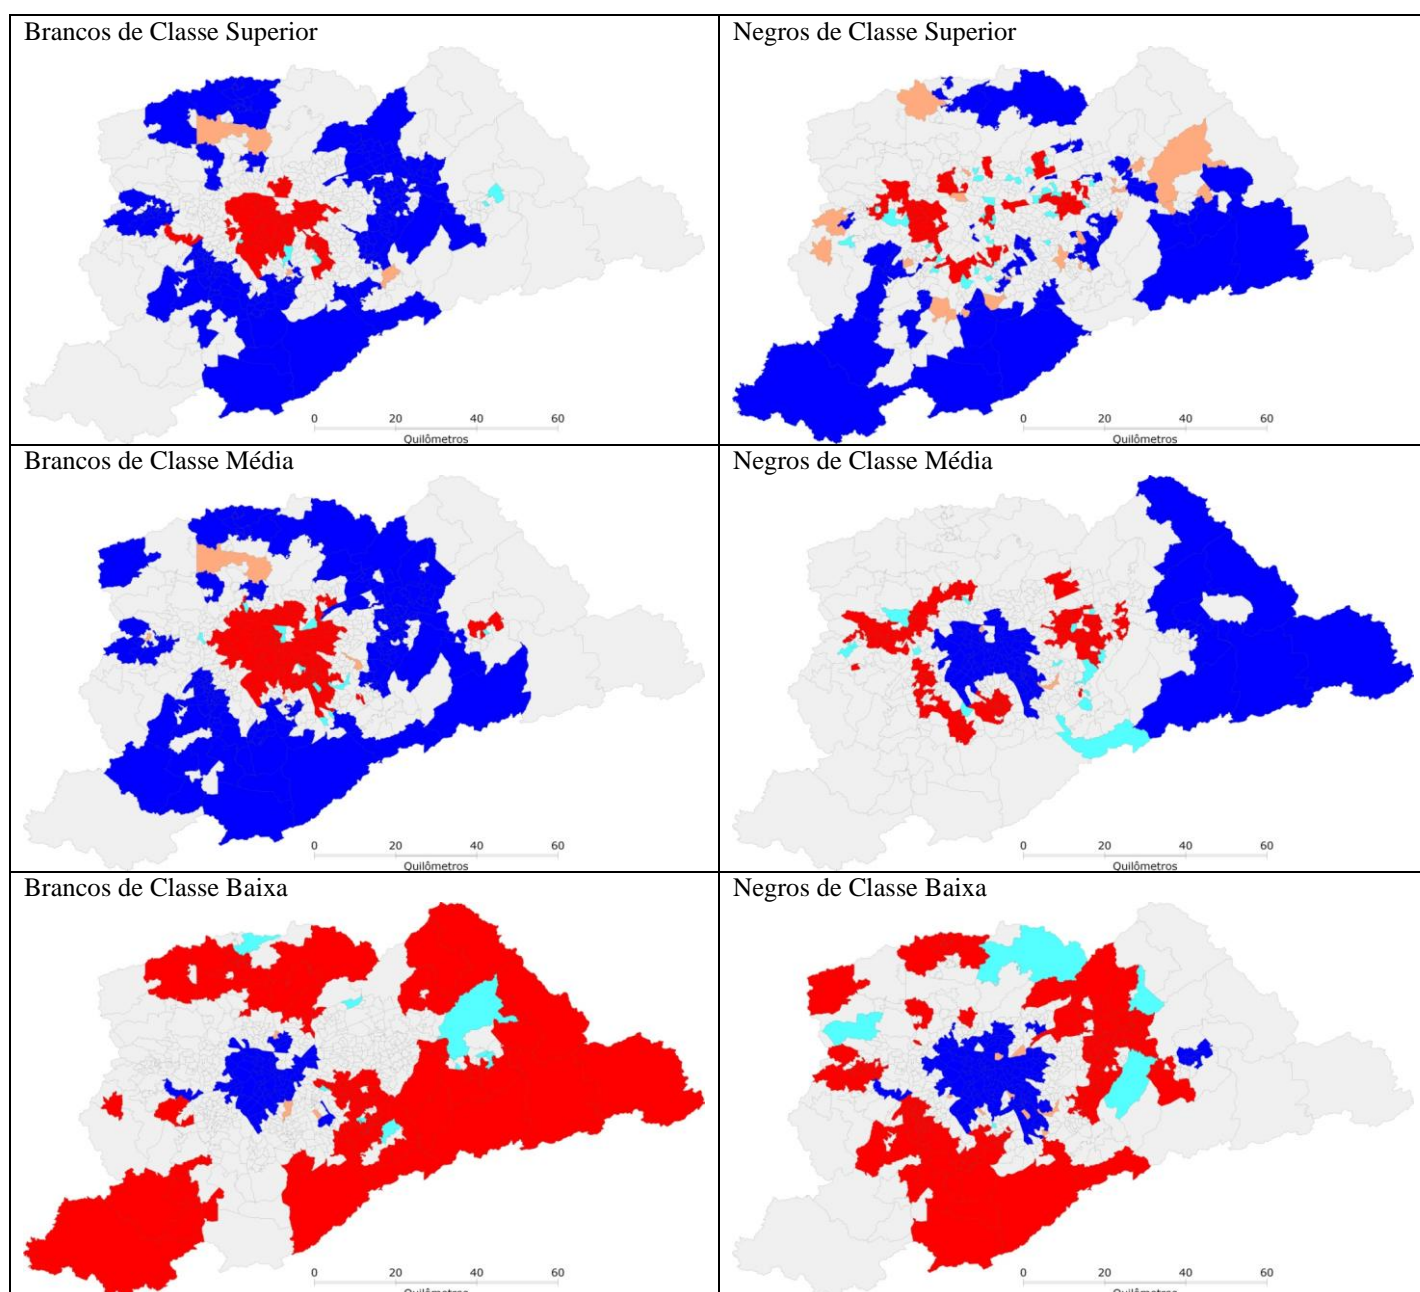 Brancos de Classe Superior
Negros de Classe Superior
0 20 40 60
Quilômetros
0 20 40 60
Quilômetros
Brancos de Classe Média
Negros de Classe Média
0 20 40 60
Quilômetros
0 20 40 60
Quilômetros
Brancos de Classe Baixa
Negros de Classe Baixa
0 20 40 60
Quilômetros
0 20 40 60
Quilômetros